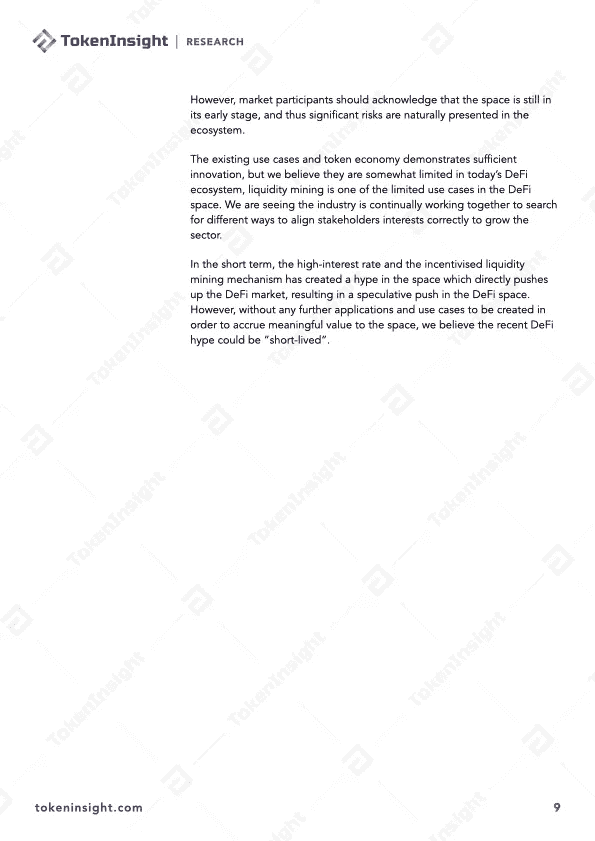 TokenInsight | RESEARCH
However, market participants should acknowledge that the space is still in
its early stage, and thus significant risks are naturally presented in the
ecosystem.
The existing use cases and token economy demonstrates sufficient
innovation, but we believe they are somewhat limited in today's DeFi
ecosystem, liquidity mining is one of the limited use cases in the DeFi
space. We are seeing the industry is continually working together to search
for different ways to align stakeholders interests correctly to grow the
sector.
In the short term, the high-interest rate and the incentivised liquidity
mining mechanism has created a hype in the space which directly pushes
up the DeFi market, resulting in a speculative push in the DeFi space.
However, without any further applications and use cases to be created in
order to accrue meaningful value to the space, we believe the recent DeFi
hype could be "short-lived".
tokeninsight.com 9